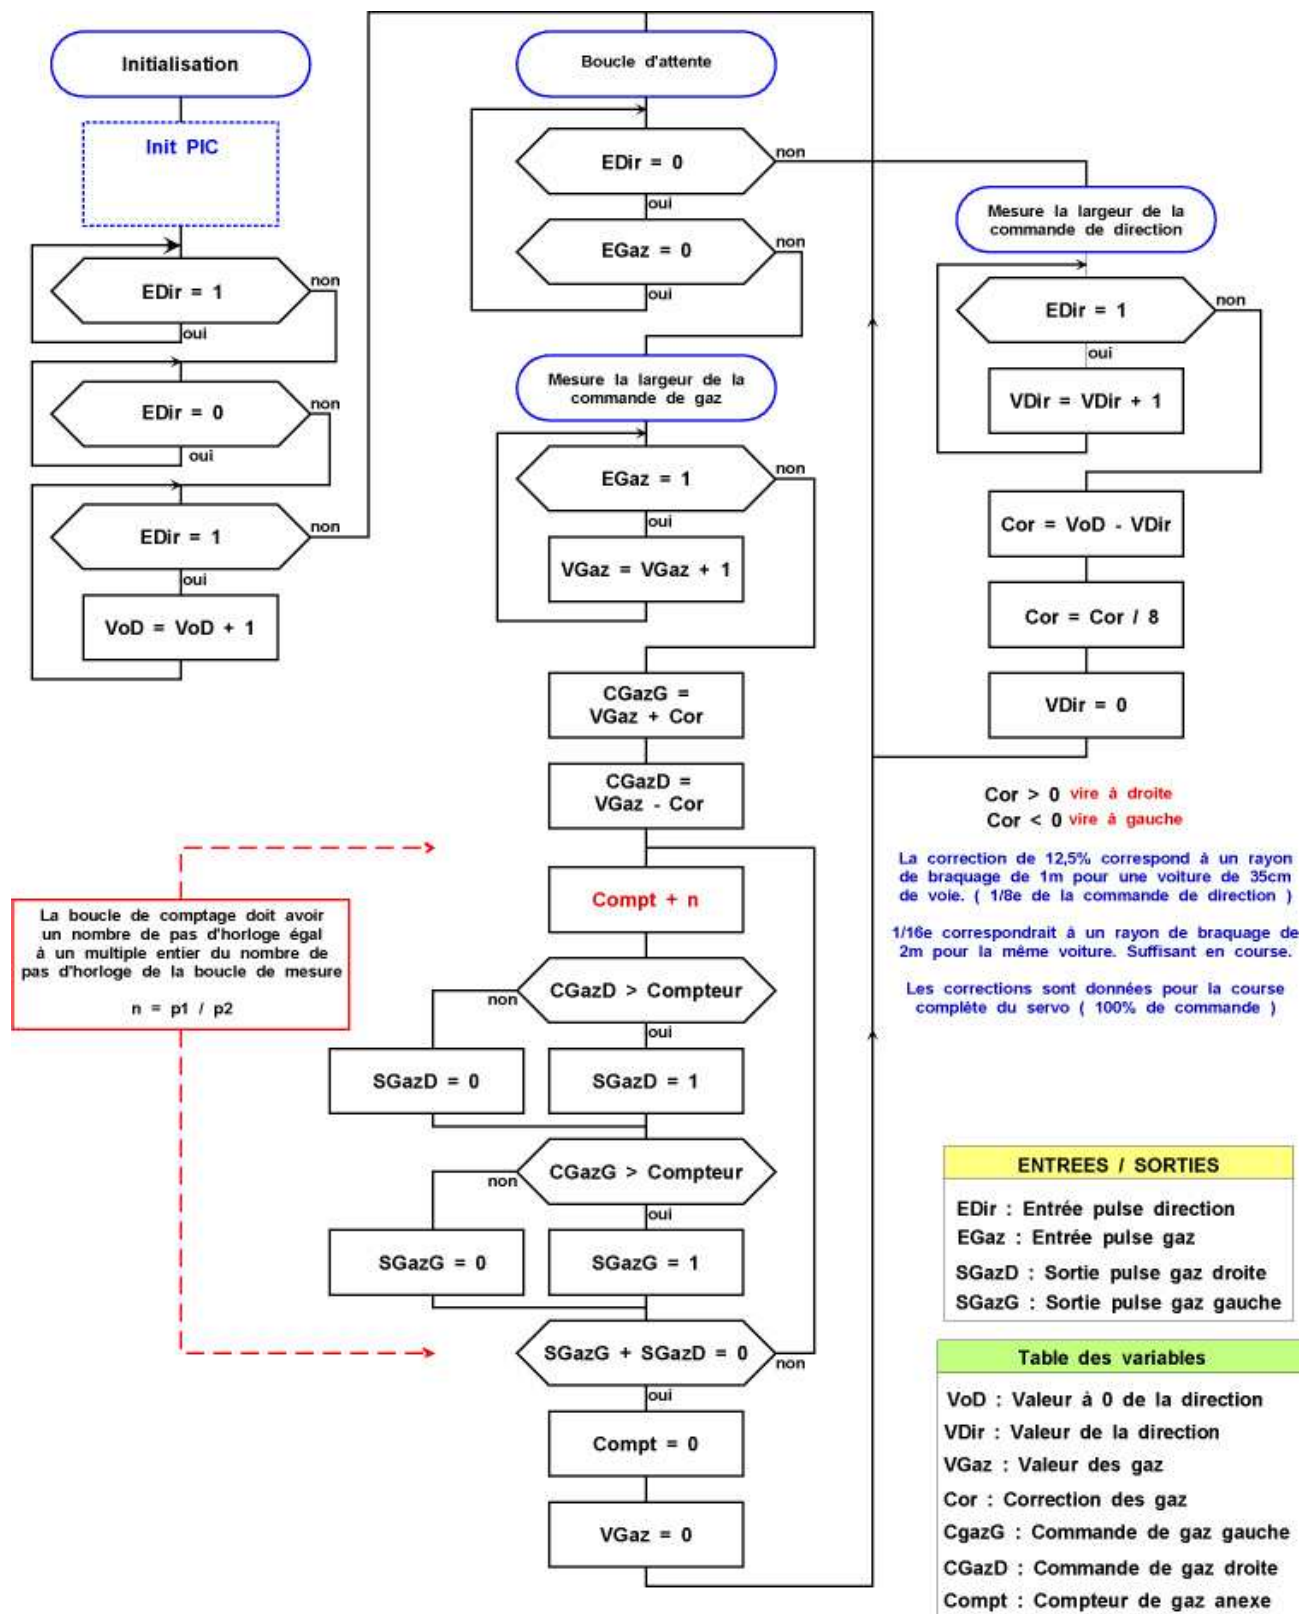 Initialisation
Init PIC
EDir = 1
non
oui
EDir = 0
non
oui
EDir = 1
non
oui
VoD = VoD + 1
Boucle d'attente
EDir = 0
non
oui
EGaz = 0
non
oui
Mesure la largeur de la
commande de gaz
EGaz = 1
non
oui
VGaz = VGaz + 1
CGazG =
VGaz + Cor
CGazD =
VGaz - Cor
Compt + n
CGazD > Compteur
non
oui
SGazD = 0
SGazD = 1
CGazG > Compteur
non
oui
SGazG = 0
SGazG = 1
SGazG + SGazD = 0
non
oui
Compt = 0
VGaz = 0
La boucle de comptage doit avoir
un nombre de pas d'horloge égal
à un multiple entier du nombre de
pas d'horloge de la boucle de mesure
n = p1 / p2
Mesure la largeur de la
commande de direction
EDir = 1
non
oui
VDir = VDir + 1
Cor = VoD - VDir
Cor = Cor / 8
VDir = 0
Cor > 0 vire à droite
Cor < 0 vire à gauche
La correction de 12,5% correspond à un rayon
de braquage de 1m pour une voiture de 35cm
de voie. ( 1/8e de la commande de direction )
1/16e correspondrait à un rayon de braquage de
2m pour la même voiture. Suffisant en course.
Les corrections sont données pour la course
complète du servo ( 100% de commande )
ENTREES / SORTIES
EDir : Entrée pulse direction
EGaz : Entrée pulse gaz
SGazD : Sortie pulse gaz droite
SGazG : Sortie pulse gaz gauche
Table des variables
VoD : Valeur à 0 de la direction
VDir : Valeur de la direction
VGaz : Valeur des gaz
Cor : Correction des gaz
CgazG : Commande de gaz gauche
CGazD : Commande de gaz droite
Compt : Compteur de gaz anexe